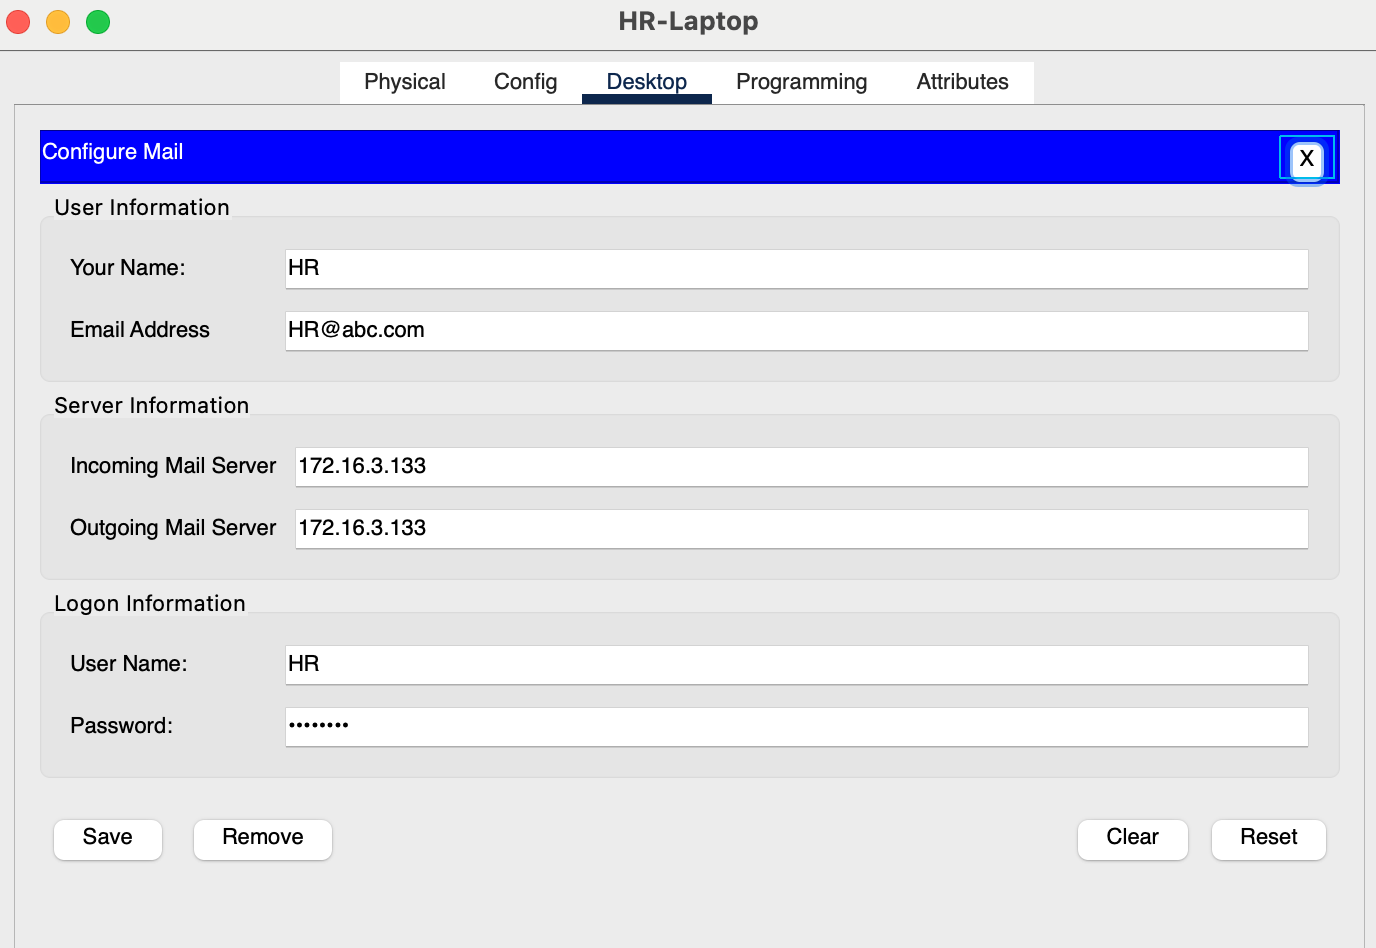 HR-Laptop
Physical Config Desktop Programming Attributes
Configure Mail X
User Information
Your Name: HR
Email Address HR@abc.com
Server Information
Incoming Mail Server 172.16.3.133
Outgoing Mail Server 172.16.3.133
Logon Information
User Name: HR
Password: ••••••••
Save Remove Clear Reset